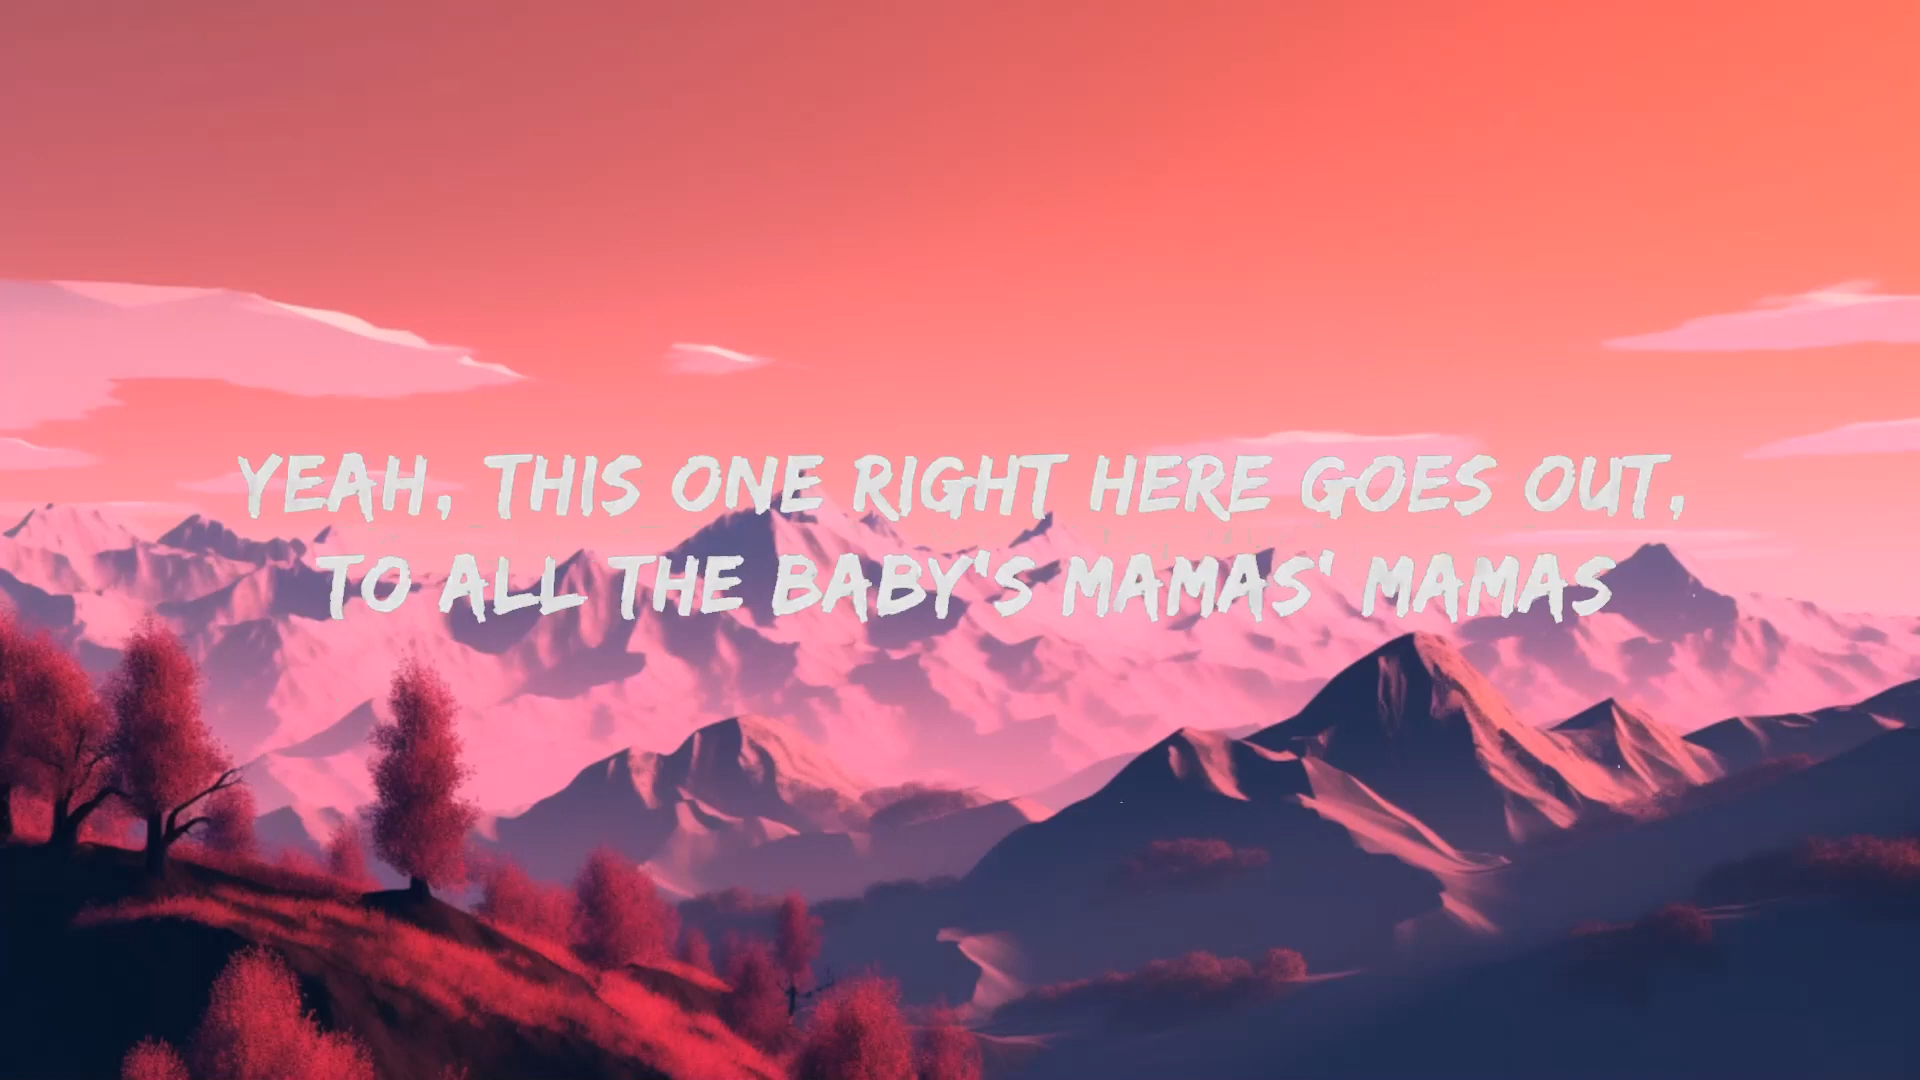 YEAH, THIS ONE RIGHT HERE GOES OUT,
TO ALL THE BABY'S MAMAS' MAMAS